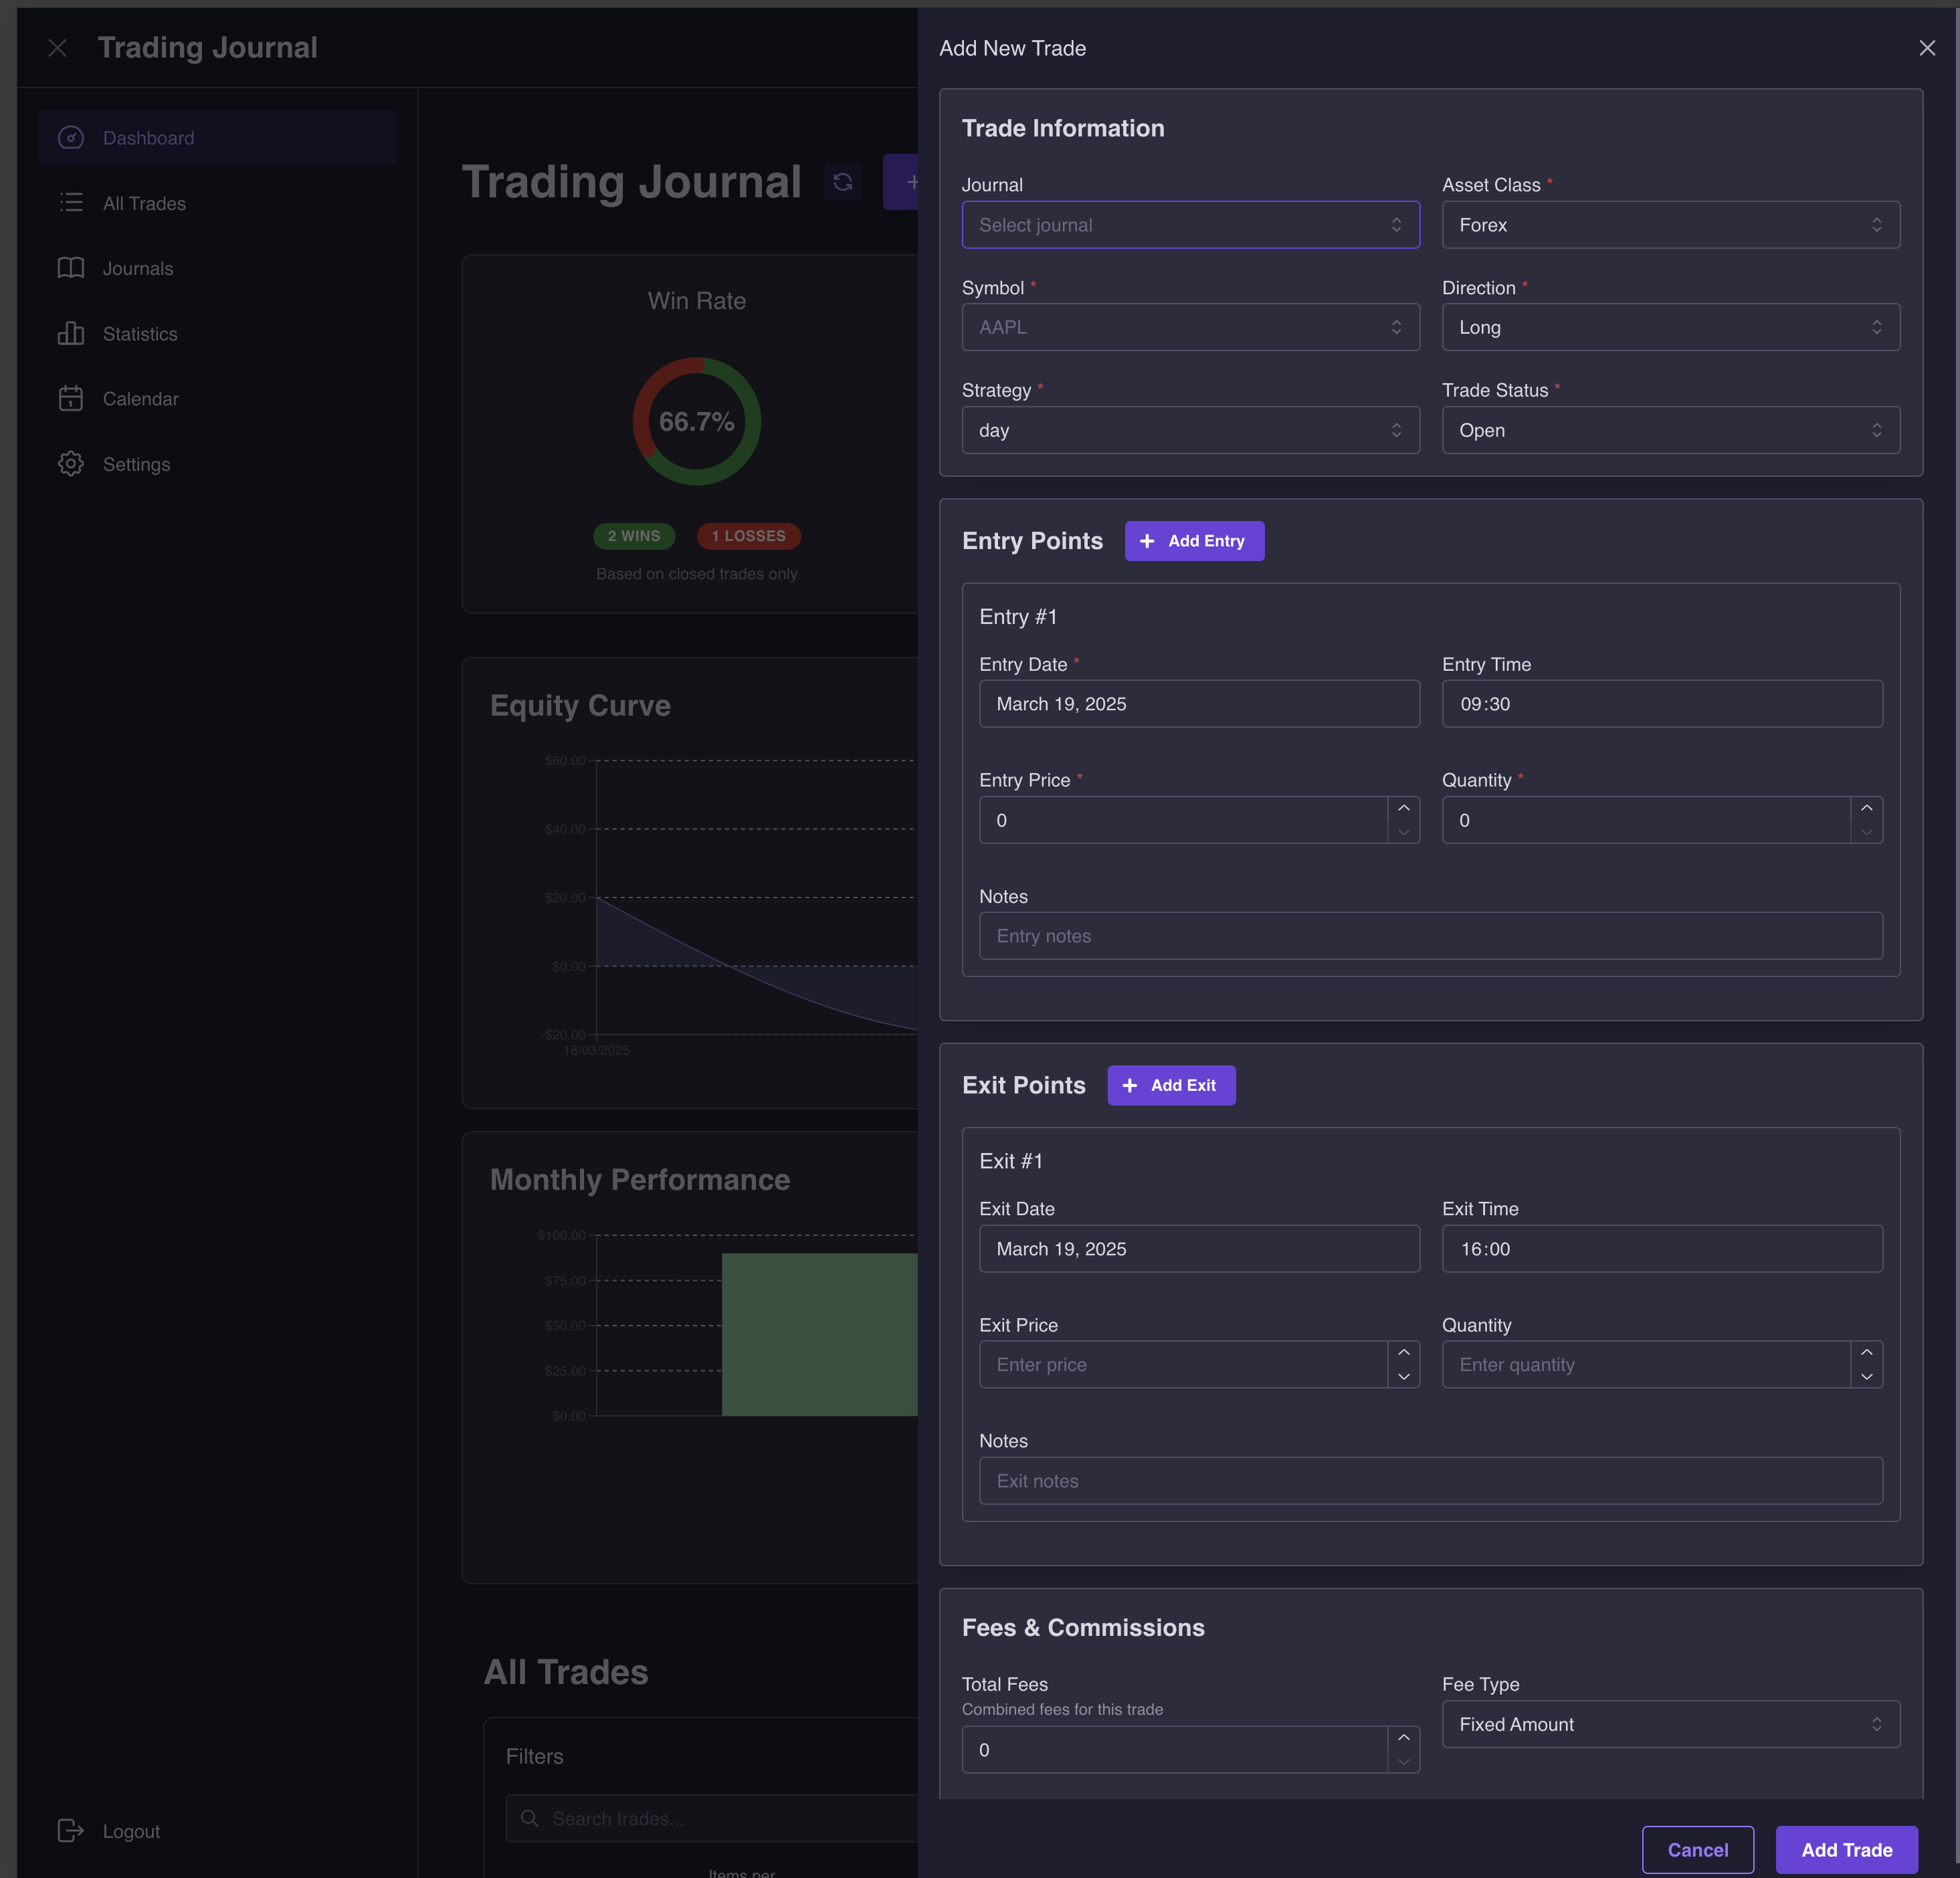 Trading Journal
Dashboard
All Trades
Journals
Statistics
Calendar
Settings
Logout
Trading Journal
Win Rate
66.7%
2 WINS
1 LOSSES
Based on closed trades only
Equity Curve
$60.00
$40.00
$20.00
$0.00
-$20.00
18/03/2025
Monthly Performance
$100.00
$75.00
$50.00
$25.00
$0.00
All Trades
Filters
Search trades...
Items per
Add New Trade
Trade Information
Journal
Select journal
Asset Class *
Forex
Symbol *
AAPL
Direction *
Long
Strategy *
day
Trade Status *
Open
Entry Points
Add Entry
Entry #1
Entry Date *
March 19, 2025
Entry Time
09:30
Entry Price *
0
Quantity *
0
Notes
Entry notes
Exit Points
Add Exit
Exit #1
Exit Date
March 19, 2025
Exit Time
16:00
Exit Price
Enter price
Quantity
Enter quantity
Notes
Exit notes
Fees & Commissions
Total Fees
Combined fees for this trade
0
Fee Type
Fixed Amount
Cancel
Add Trade